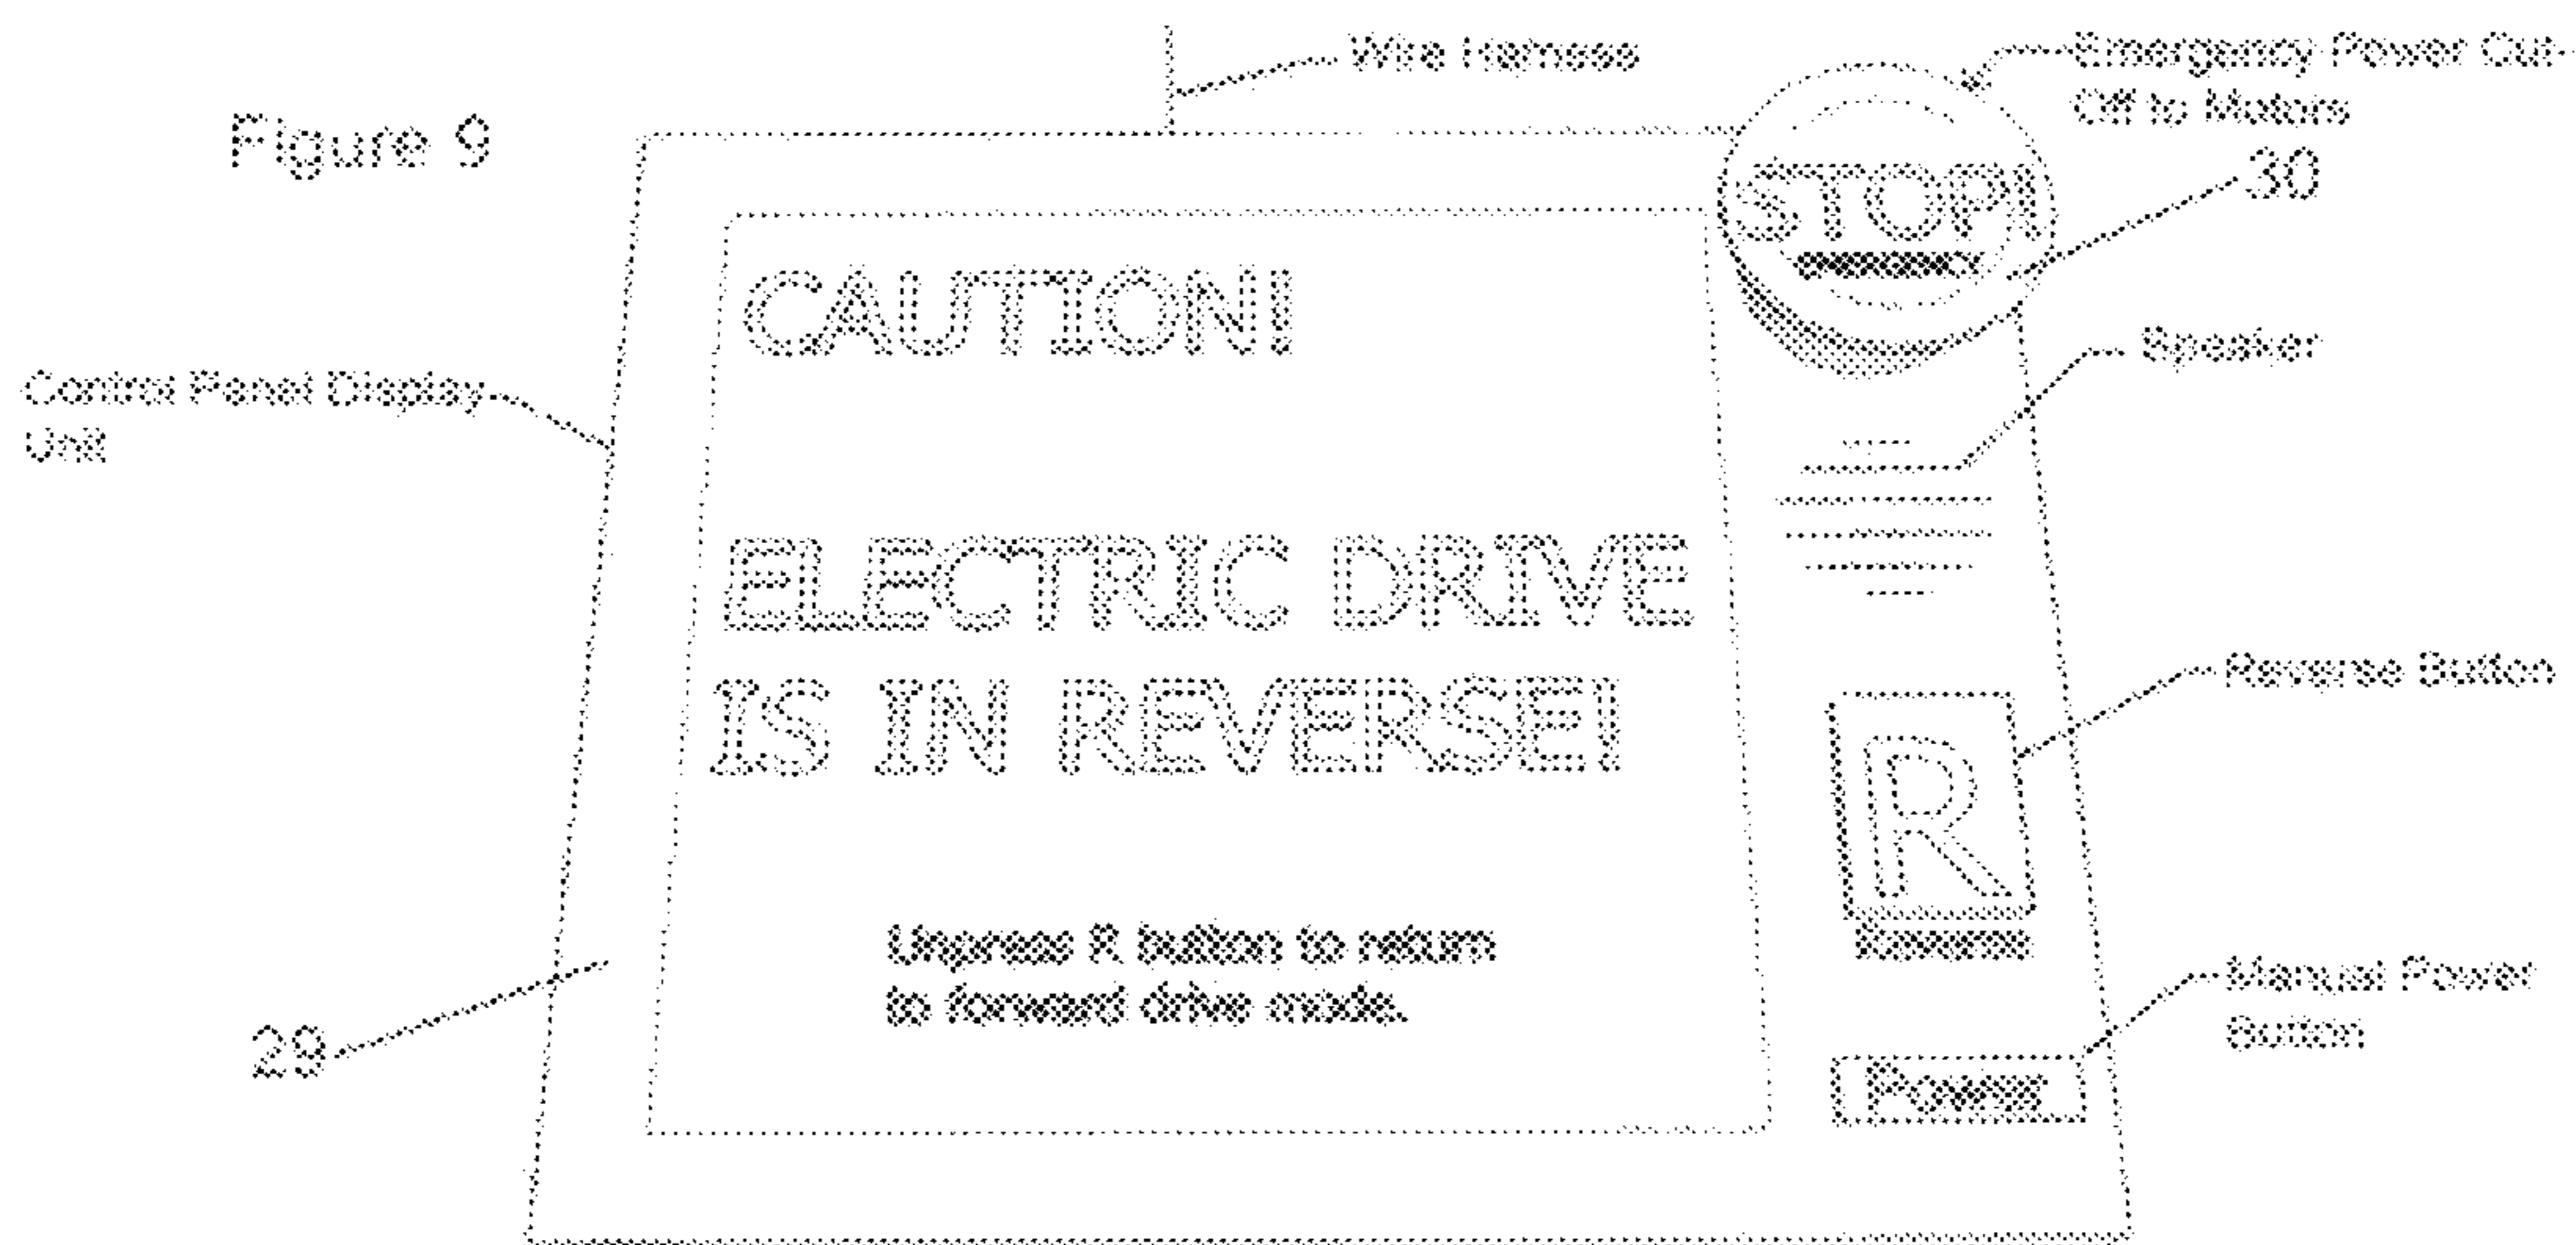 Figure 9
Wire Harness
Emergency Power Cut-
Off to Motors
30
STOP!
CAUTION!
Speaker
Control Panel Display
Unit
ELECTRIC DRIVE
IS IN REVERSE!
Reverse Button
R
Reverse
Unpress R button to return
to forward drive mode.
Manual Power
Button
29
Power